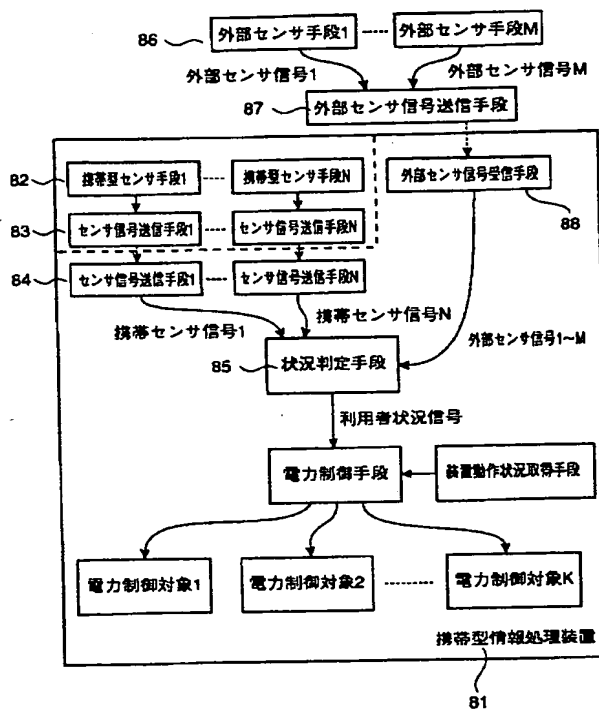 86
外部センサ手段1
外部センサ手段M
外部センサ信号1
外部センサ信号M
87
外部センサ信号送信手段
82
携帯型センサ手段1
携帯型センサ手段N
外部センサ信号受信手段
88
83
センサ信号送信手段1
センサ信号送信手段N
84
センサ信号送信手段1
センサ信号送信手段N
携帯センサ信号1
携帯センサ信号N
外部センサ信号1~M
85
状況判定手段
利用者状況信号
電力制御手段
装置動作状況取得手段
電力制御対象1
電力制御対象2
電力制御対象K
携帯型情報処理装置
81